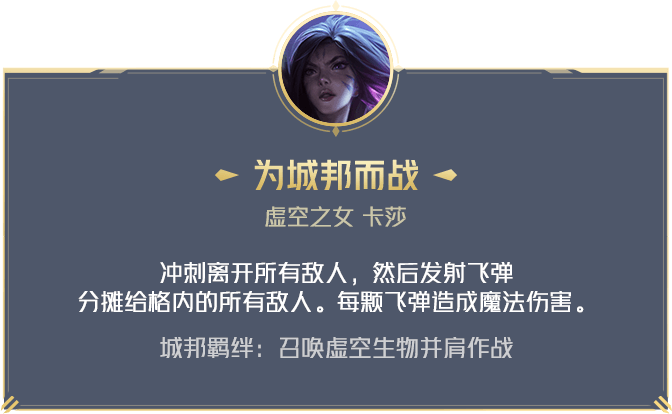 为城邦而战
虚空之女 卡莎
冲刺离开所有敌人，然后发射飞弹
分摊给格内的所有敌人。每颗飞弹造成魔法伤害。
城邦羁绊：召唤虚空生物并肩作战